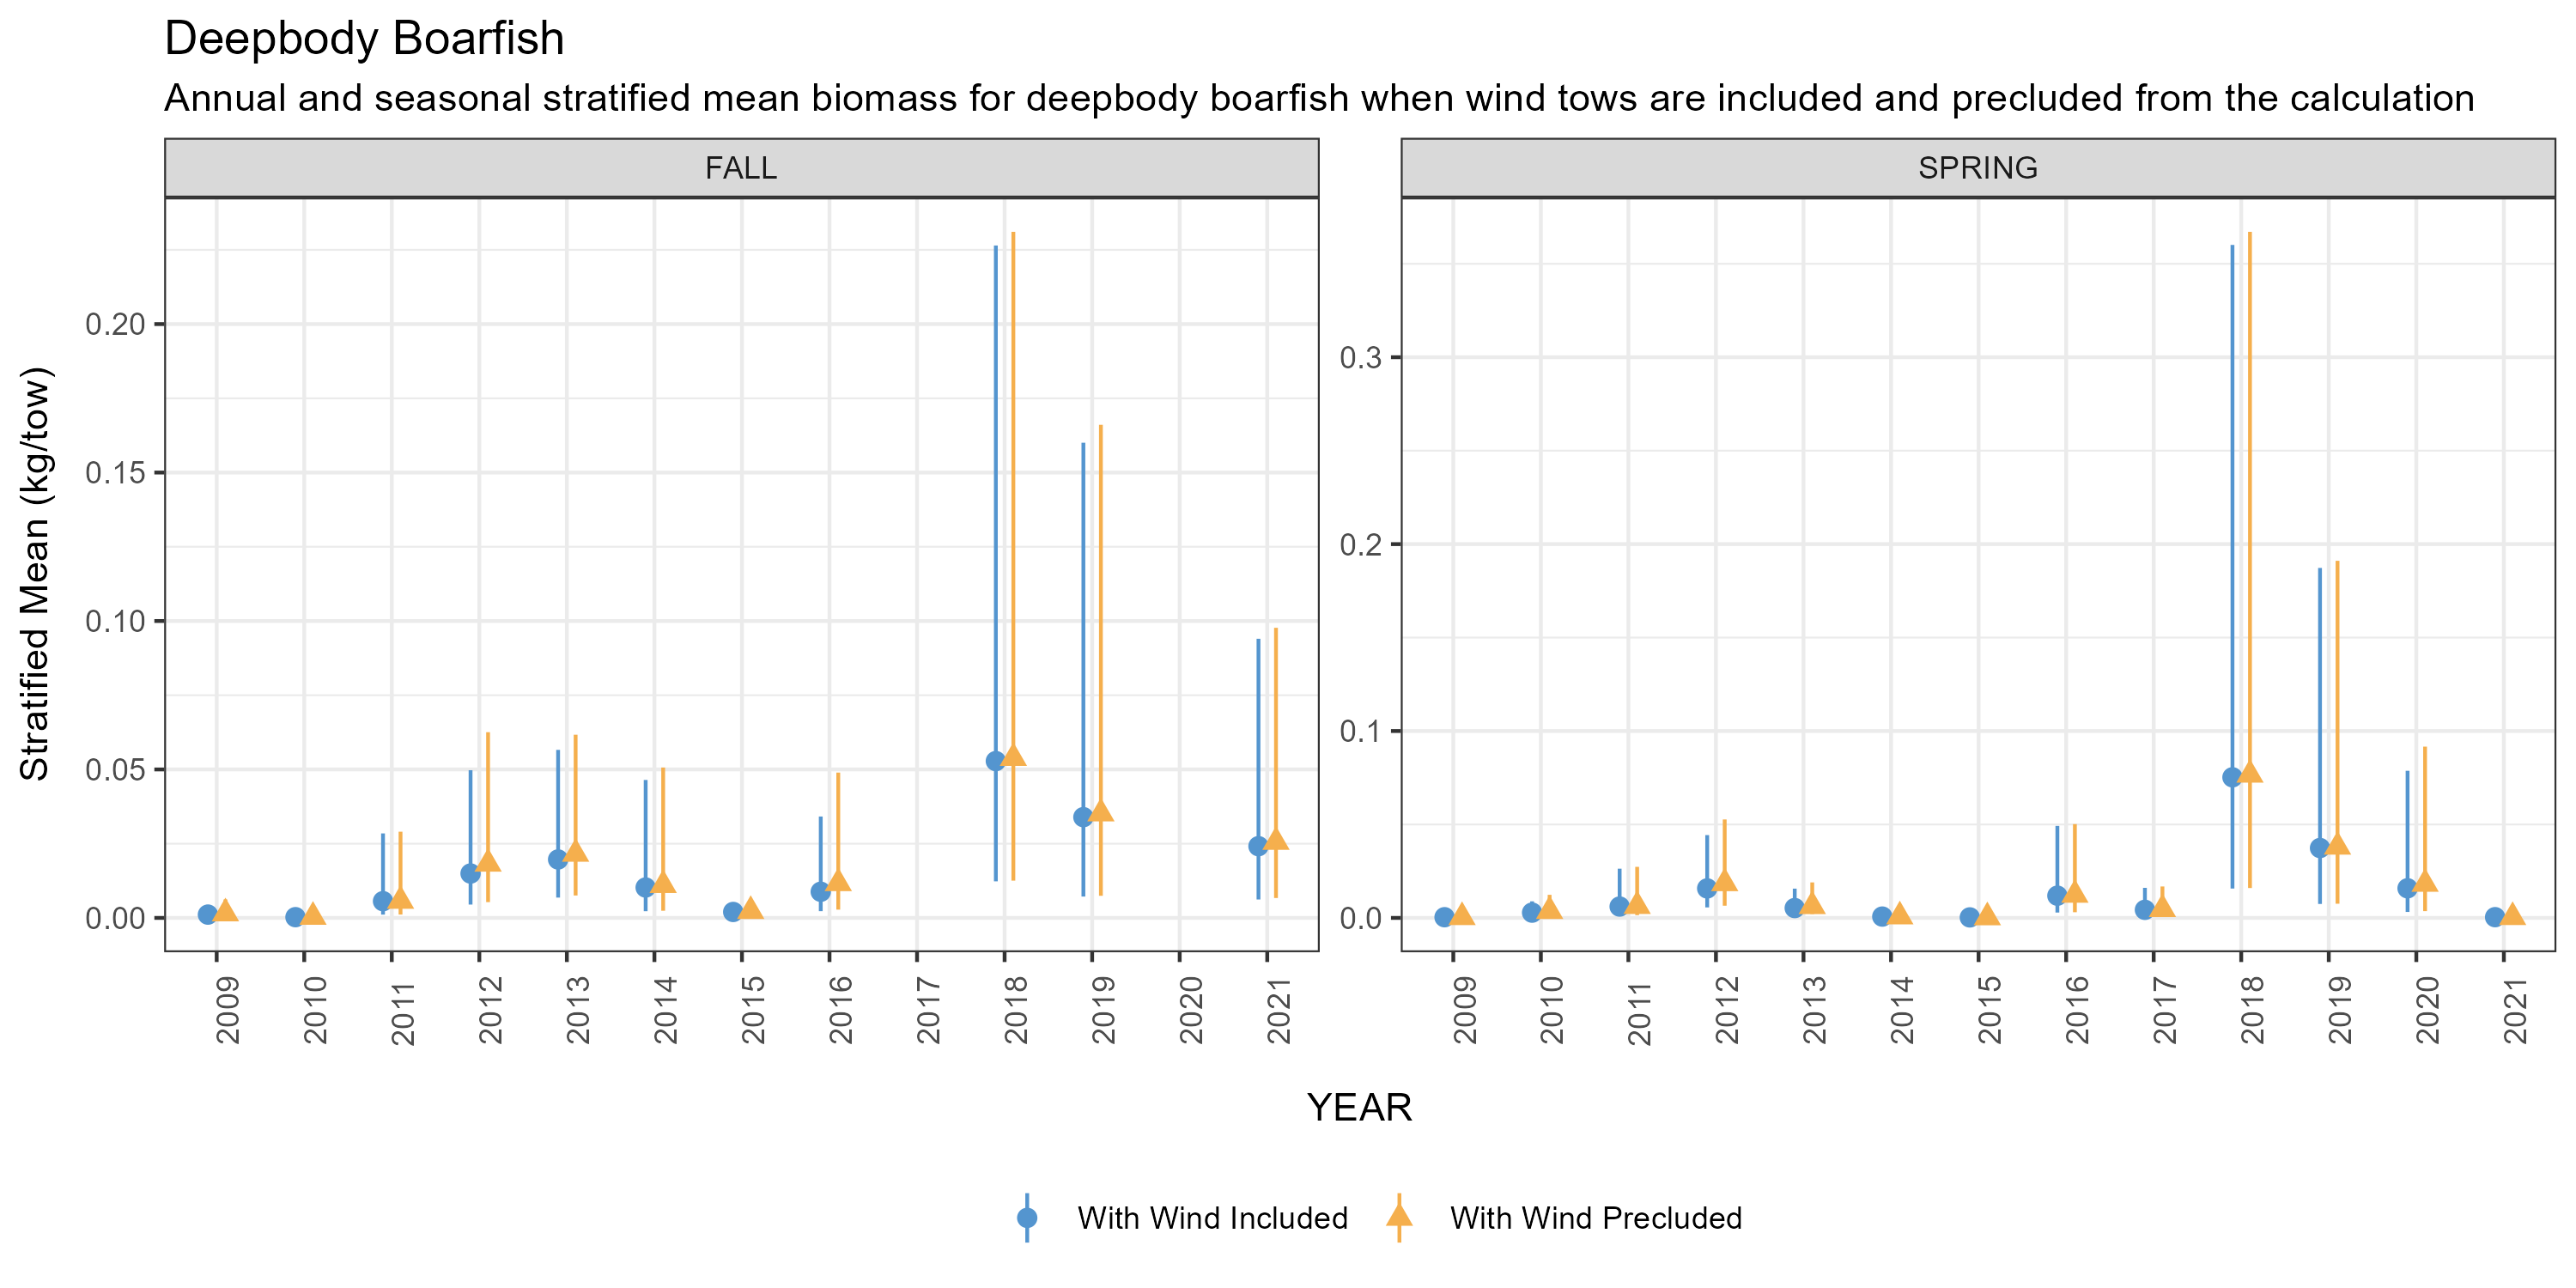 Deepbody Boarfish
Annual and seasonal stratified mean biomass for deepbody boarfish when wind tows are included and precluded from the calculation
FALL
SPRING
Stratified Mean (kg/tow)
0.20
0.15
0.10
0.05
0.00
0.3
0.2
0.1
0.0
2009 2010 2011 2012 2013 2014 2015 2016 2017 2018 2019 2020 2021
2009 2010 2011 2012 2013 2014 2015 2016 2017 2018 2019 2020 2021
YEAR
With Wind Included
With Wind Precluded